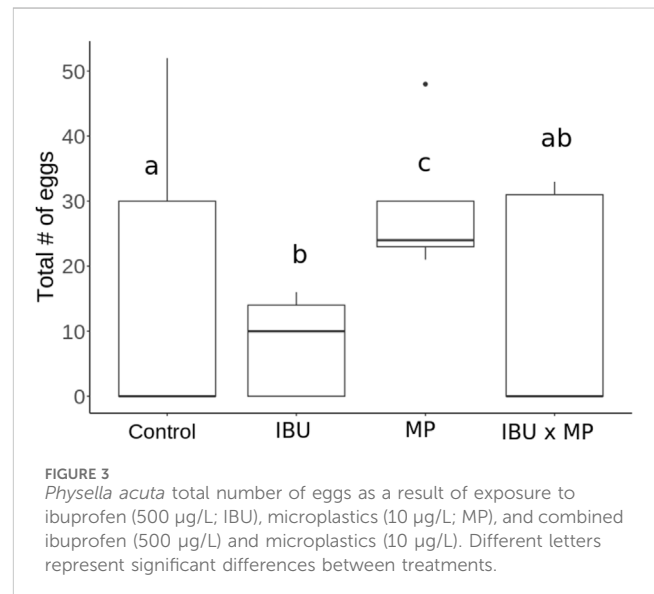 Total # of eggs
50
40
30
20
10
0
a
b
c
ab
Control IBU MP IBU x MP
FIGURE 3
Physella acuta total number of eggs as a result of exposure to
ibuprofen (500 µg/L; IBU), microplastics (10 µg/L; MP), and combined
ibuprofen (500 µg/L) and microplastics (10 µg/L). Different letters
represent significant differences between treatments.